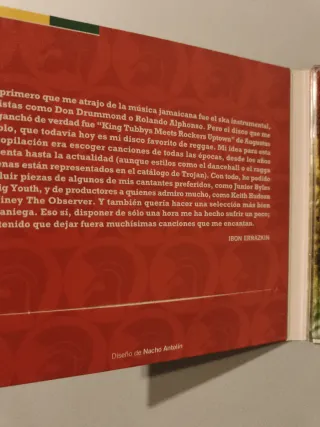 primero que me atrajo de la música jamaicana fue el ska instrumental,
istas como Don Drummond o Rolando Alphonso. Pero el disco que me
ganchó de verdad fue "King Tubbys Meets Rockers Uptown" de Augustus
blo, que todavía hoy es mi disco favorito de reggae. Mi idea para esta
opilación era escoger canciones de todas las épocas, desde los años
enta hasta la actualidad (aunque estilos como el dancehall o el ragga
enas están representados en el catálogo de Trojan). Con todo, he podido
luir piezas de algunos de mis cantantes preferidos, como Junior Byles
ig Youth, y de productores a quienes admiro mucho, como Keith Hudson
iney The Observer. Y también quería hacer una selección más bien
aniega. Eso sí, disponer de sólo una hora me ha hecho sufrir un poco;
tenido que dejar fuera muchísimas canciones que me encantan.
IBON ERRAZKIN
Diseño de Nacho Antolín